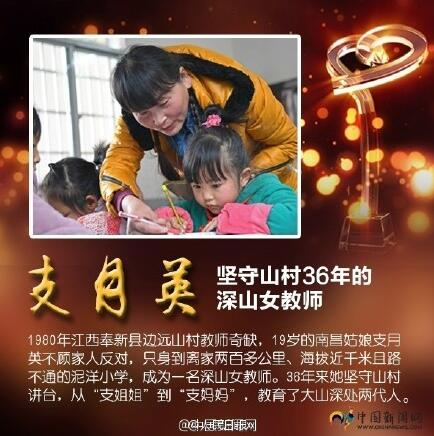 支月英
坚守山村36年的
深山女教师
1980年江西奉新县边远山村教师奇缺，19岁的南昌姑娘支月
英不顾家人反对，只身到离家两百多公里、海拔近千米且路
不通的泥洋小学，成为一名深山女教师。36年来她坚守山村
讲台，从“支姐姐”到“支妈妈”，教育了大山深处两代人。
中国新闻网
WWW.CHINANEWS.COM